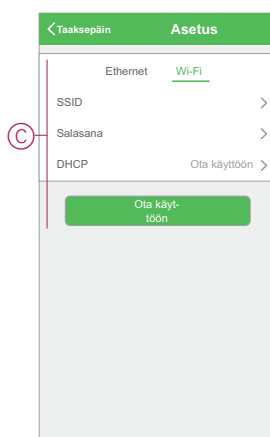 Taaksepäin Asetus
Ethernet Wi-Fi
SSID
Salasana
C
DHCP Ota käyttöön
Ota käyt-
töön